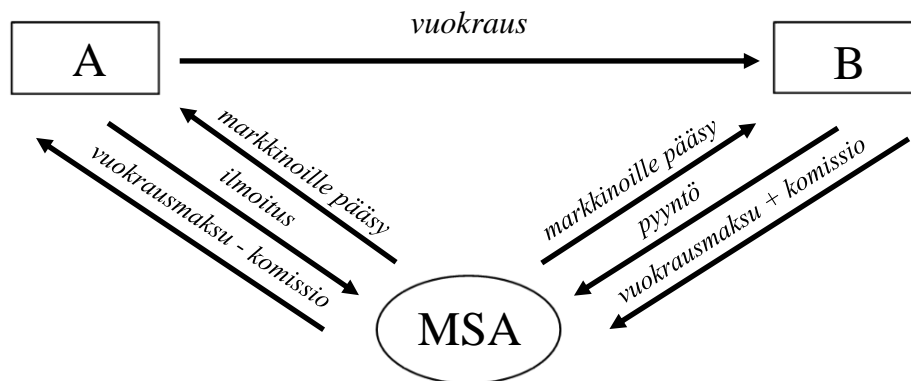 vuokraus
A
B
markkinoille pääsy
ilmoitus
vuokrausmaksu - komissio
markkinoille pääsy
pyyntö
vuokrausmaksu + komissio
MSA